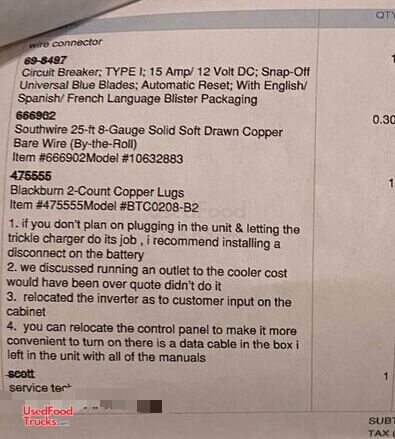 QTY
wire connector
69-8497
Circuit Breaker; TYPE I; 15 Amp/ 12 Volt DC; Snap-Off
Universal Blue Blades; Automatic Reset; With English/
Spanish/ French Language Blister Packaging
1
666902
Southwire 25-ft 8-Gauge Solid Soft Drawn Copper
Bare Wire (By-the-Roll)
Item #666902Model #10632883
0.30
475555
Blackburn 2-Count Copper Lugs
Item #475555Model #BTC0208-B2
1
1. if you don't plan on plugging in the unit & letting the
trickle charger do its job , i recommend installing a
disconnect on the battery
2. we discussed running an outlet to the cooler cost
would have been over quote didn't do it
3. relocated the inverter as to customer input on the
cabinet
4. you can relocate the control panel to make it more
convenient to turn on there is a data cable in the box i
left in the unit with all of the manuals
scott
service tech
1
UsedFood
Trucks.com
SUBT
TAX (